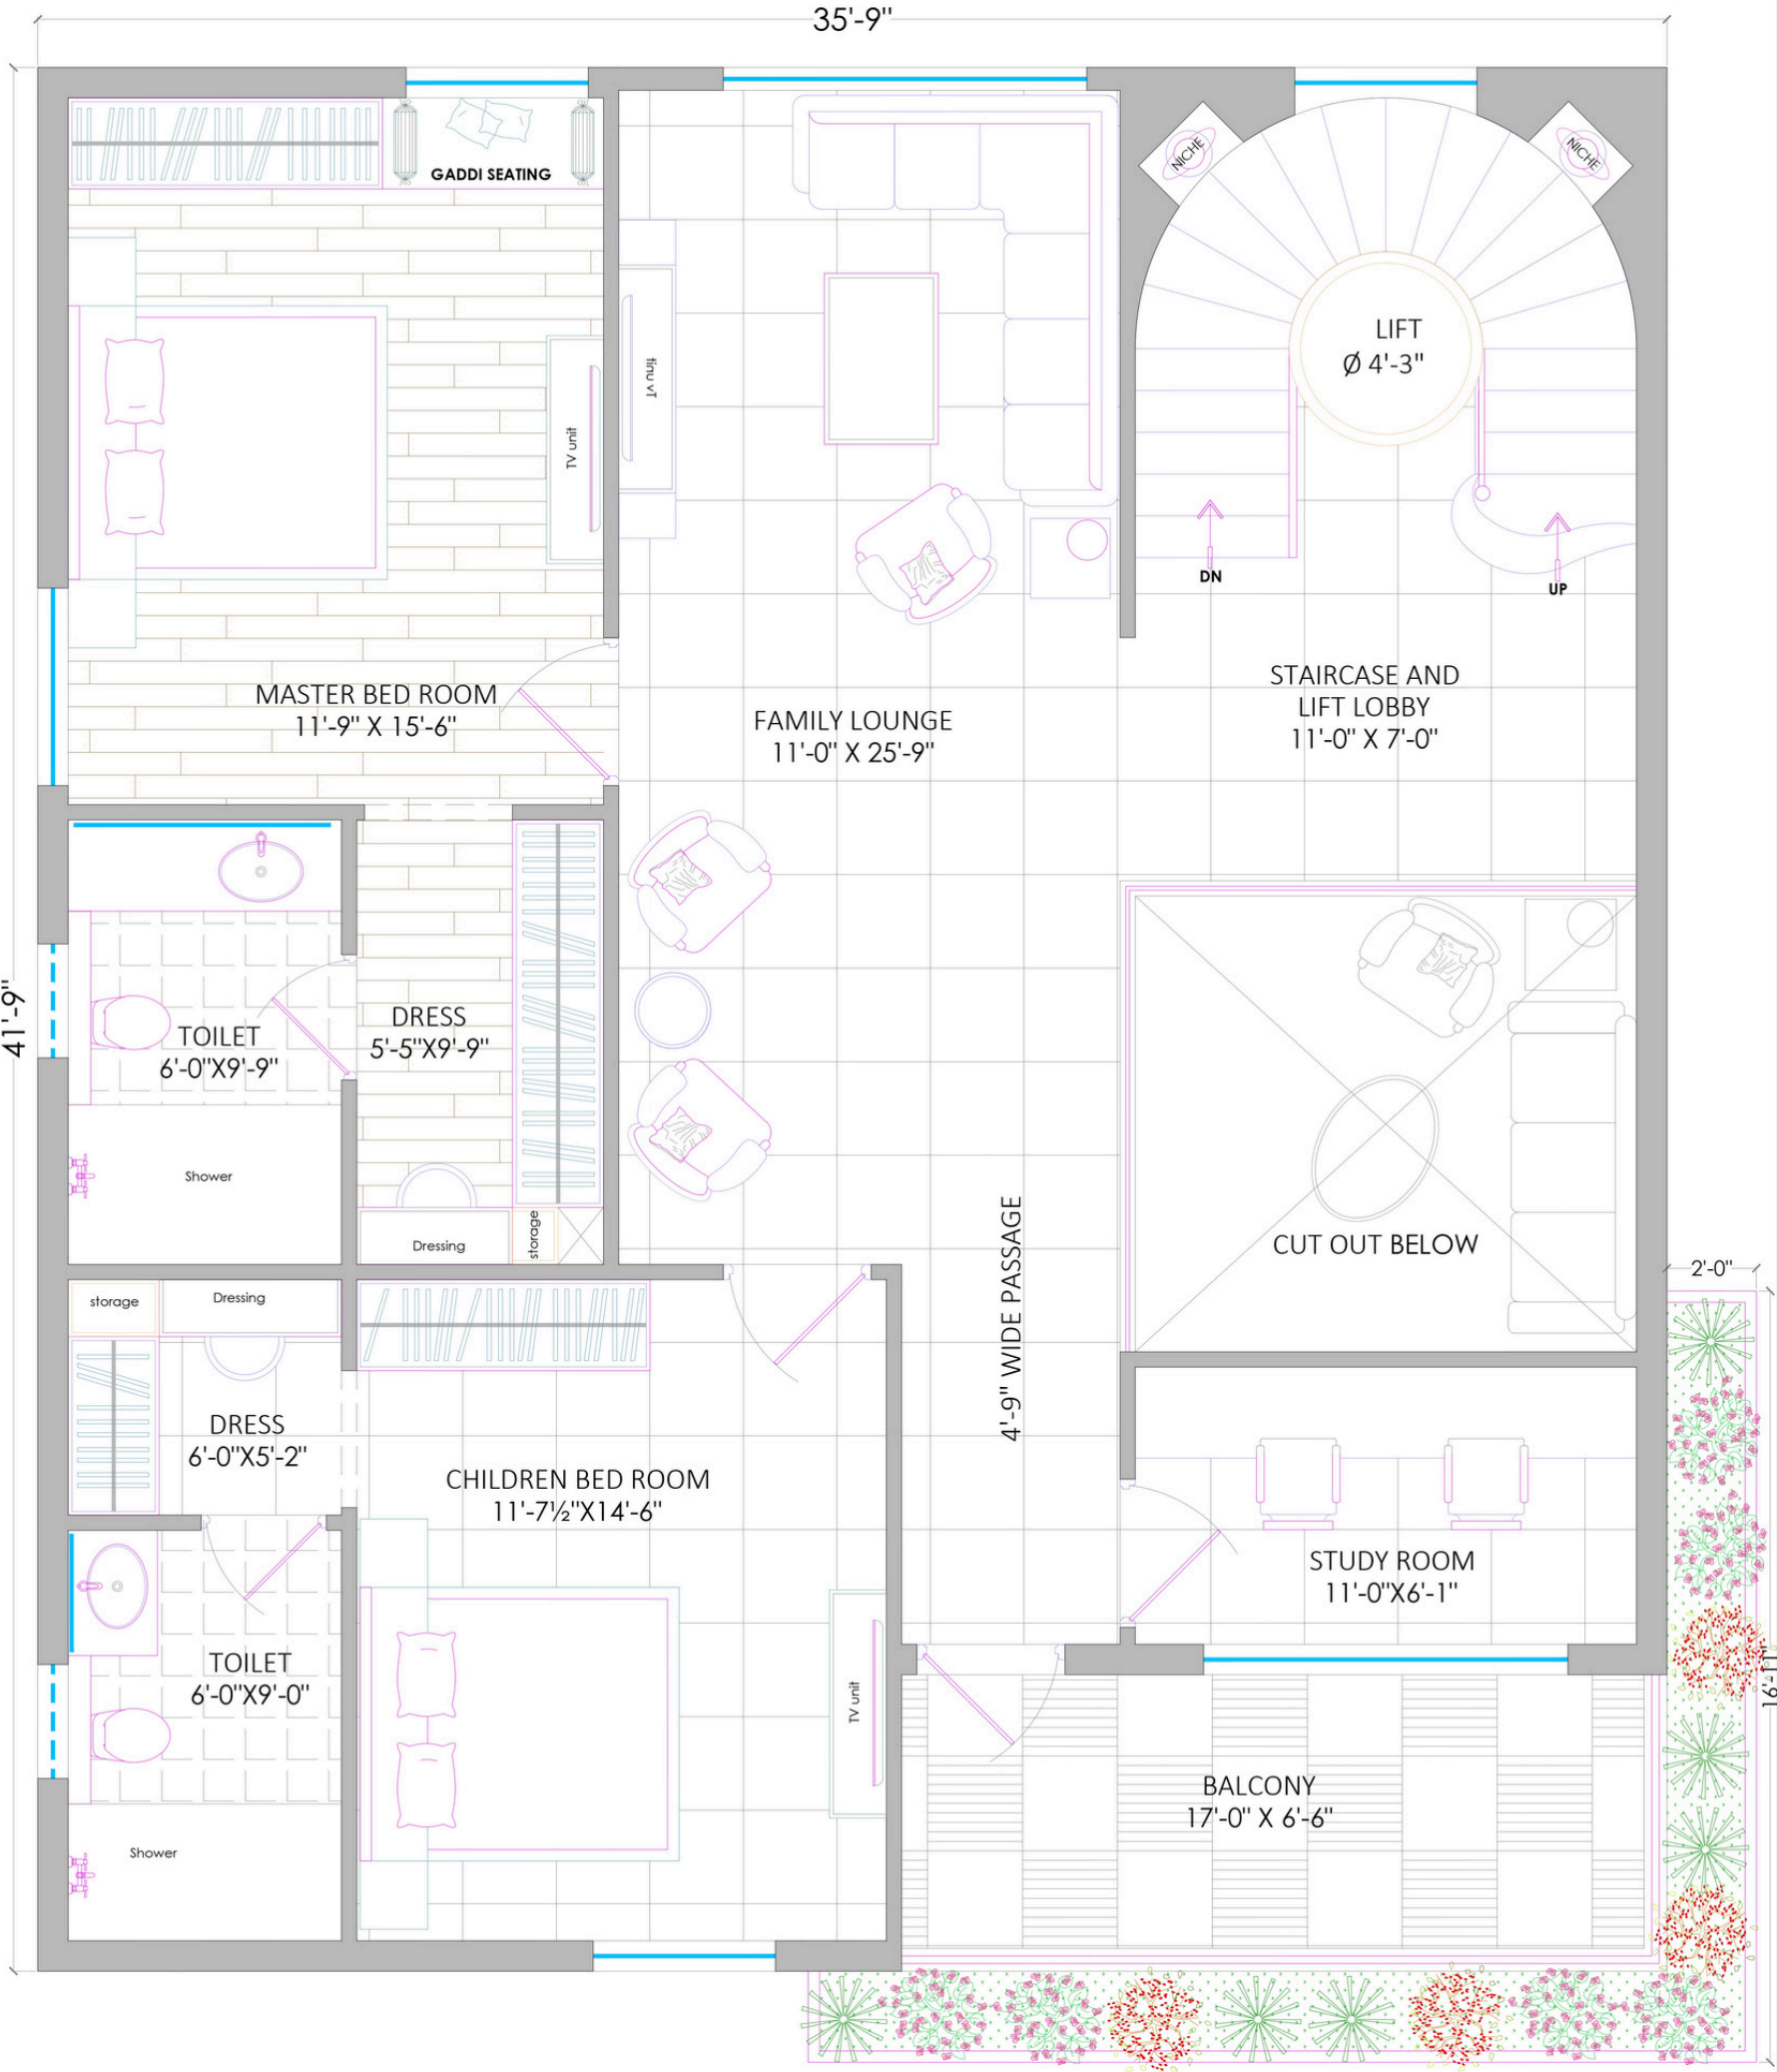 35'-9"
GADDI SEATING
NICHE
NICHE
LIFT
Ø 4'-3"
TV unit
TV unit
DN
UP
MASTER BED ROOM
11'-9" X 15'-6"
FAMILY LOUNGE
11'-0" X 25'-9"
STAIRCASE AND
LIFT LOBBY
11'-0" X 7'-0"
41'-9"
TOILET
6'-0"X9'-9"
DRESS
5'-5"X9'-9"
Shower
Dressing
storage
4'-9" WIDE PASSAGE
CUT OUT BELOW
2'-0"
storage
Dressing
DRESS
6'-0"X5'-2"
CHILDREN BED ROOM
11'-7½"X14'-6"
STUDY ROOM
11'-0"X6'-1"
TOILET
6'-0"X9'-0"
TV unit
16'-11"
BALCONY
17'-0" X 6'-6"
Shower